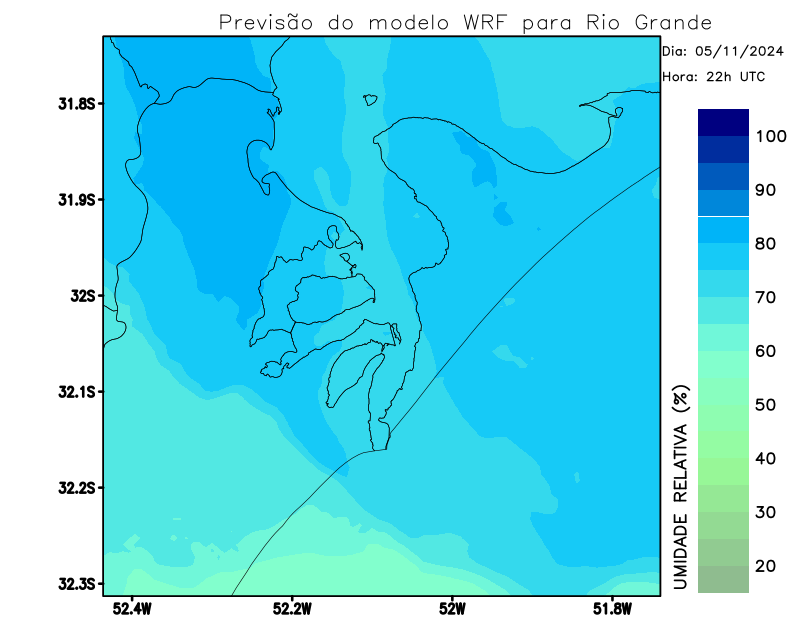 Previsão do modelo WRF para Rio Grande
Dia: 05/11/2024
Hora: 22h UTC
31.8S
31.9S
32S
32.1S
32.2S
32.3S
52.4W
52.2W
52W
51.8W
100
90
80
70
60
50
40
30
20
UMIDADE RELATIVA (%)